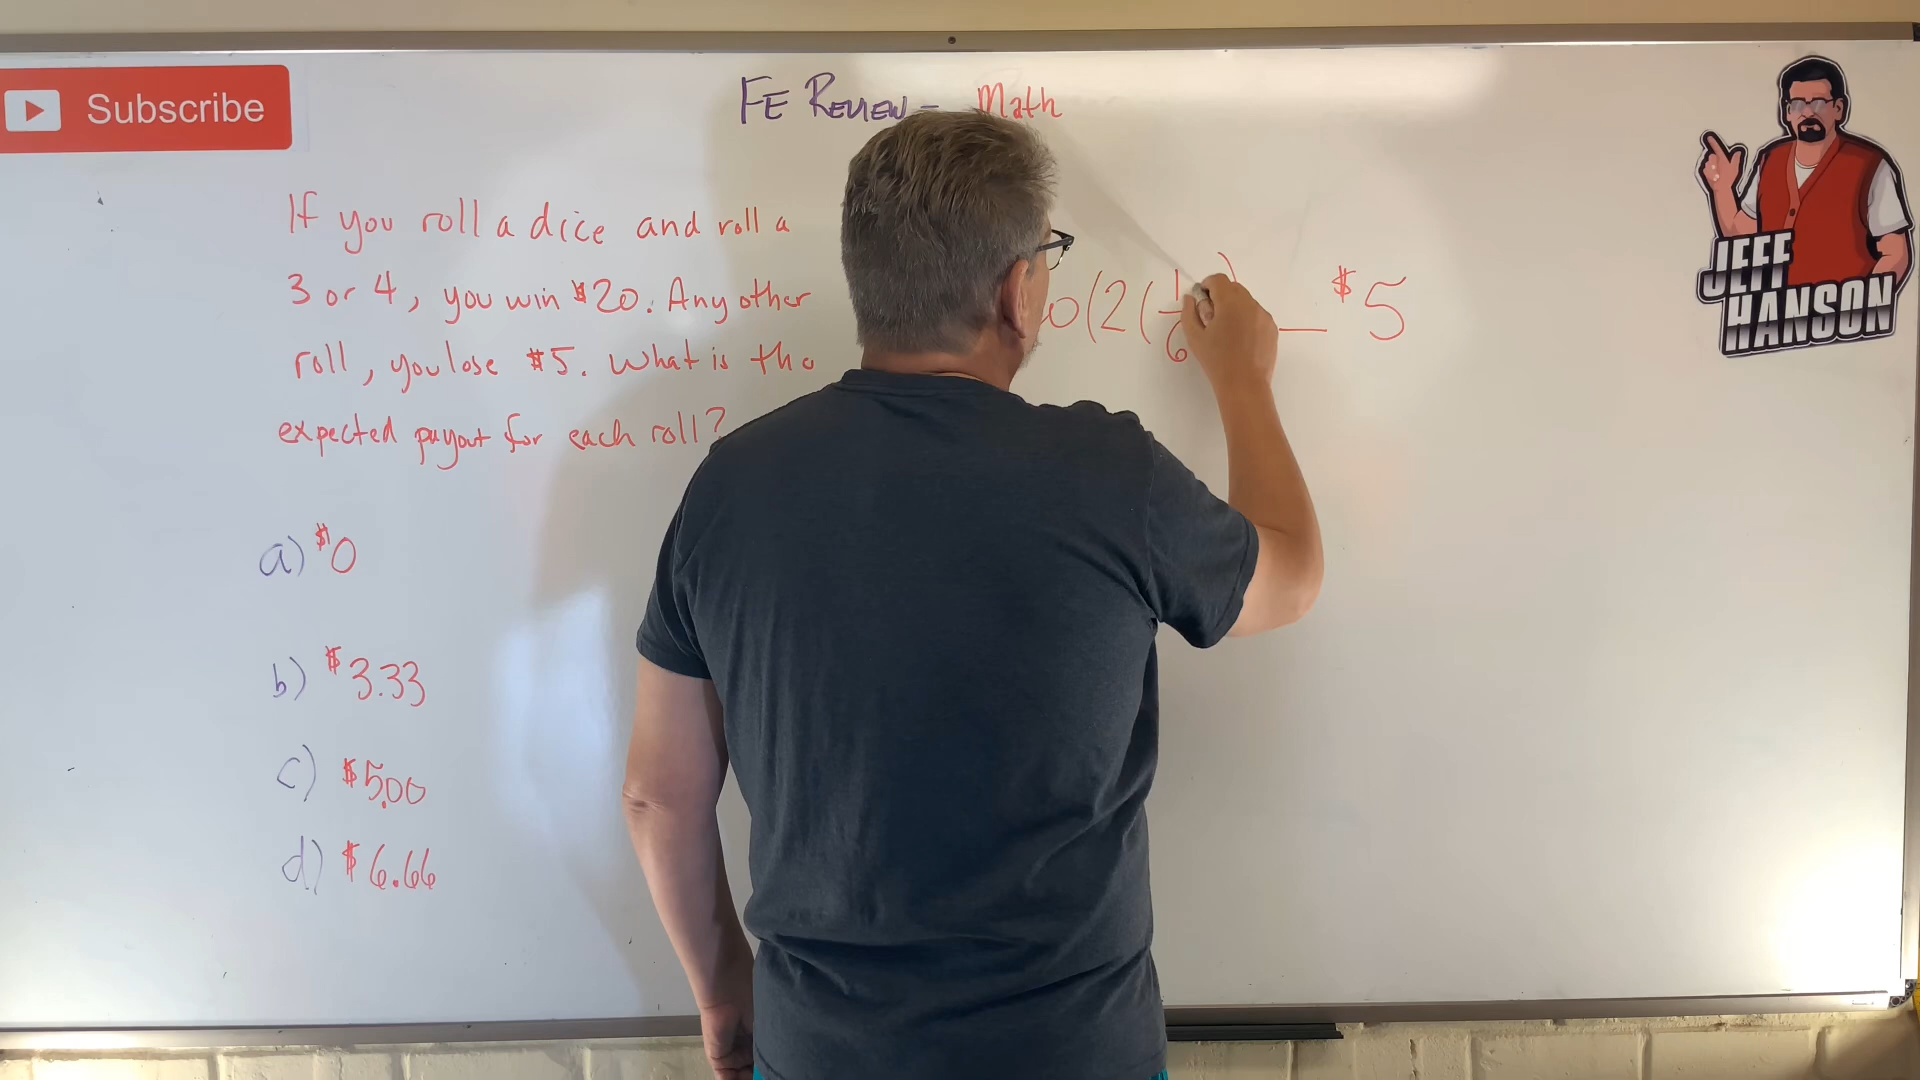 Subscribe
FE REVIEW - Math
If you roll a dice and roll a
3 or 4, you win $20. Any other
roll, you lose $5. What is the
expected payout for each roll?
0(2(1/6) — $5
a) $0
b) $3.33
c) $5.00
d) $6.66
JEFF
HANSON